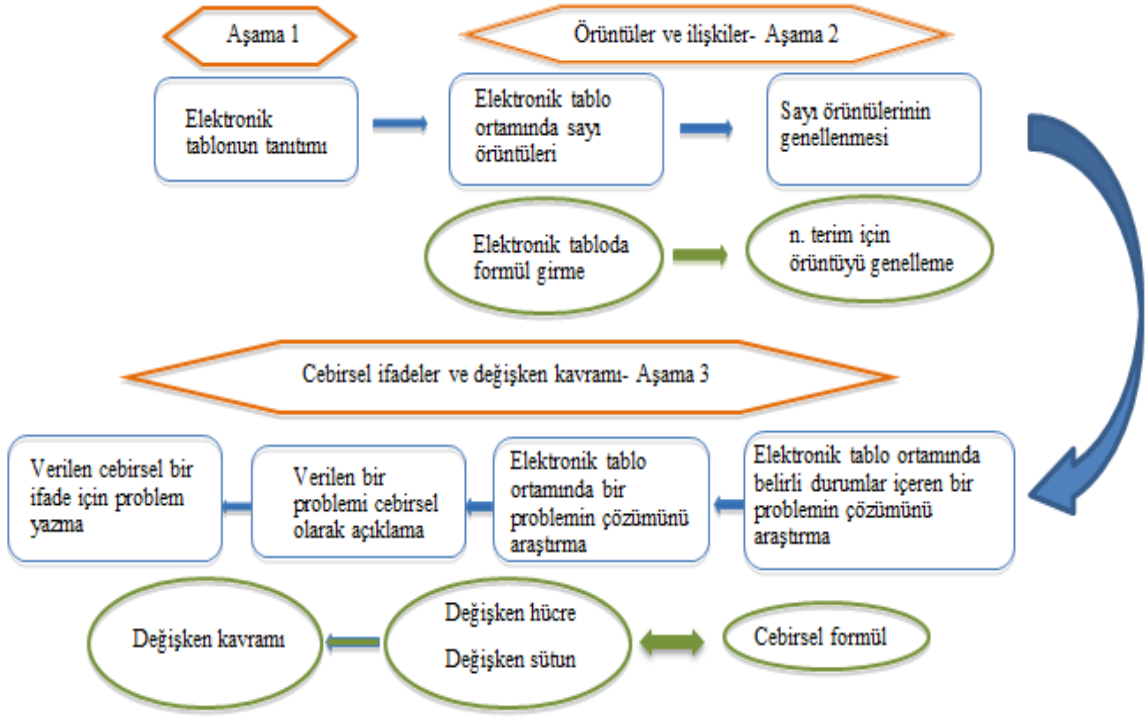 Aşama 1
Örüntüler ve ilişkiler- Aşama 2
Elektronik
tablonun tanıtımı
Elektronik tablo
ortamında sayı
örüntüleri
Sayı örüntülerinin
genellenmesi
Elektronik tabloda
formül girme
n. terim için
örüntüyü genelleme
Cebirsel ifadeler ve değişken kavramı- Aşama 3
Verilen cebirsel bir
ifade için problem
yazma
Verilen bir
problemi cebirsel
olarak açıklama
Elektronik tablo
ortamında bir
problemin çözümünü
araştırma
Elektronik tablo ortamında
belirli durumlar içeren bir
problemin çözümünü
araştırma
Değişken kavramı
Değişken hücre
Değişken sütun
Cebirsel formül